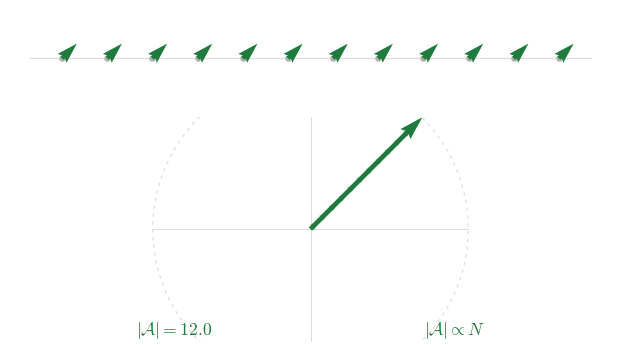 |𝒜| = 12.0
|𝒜| ∝ N